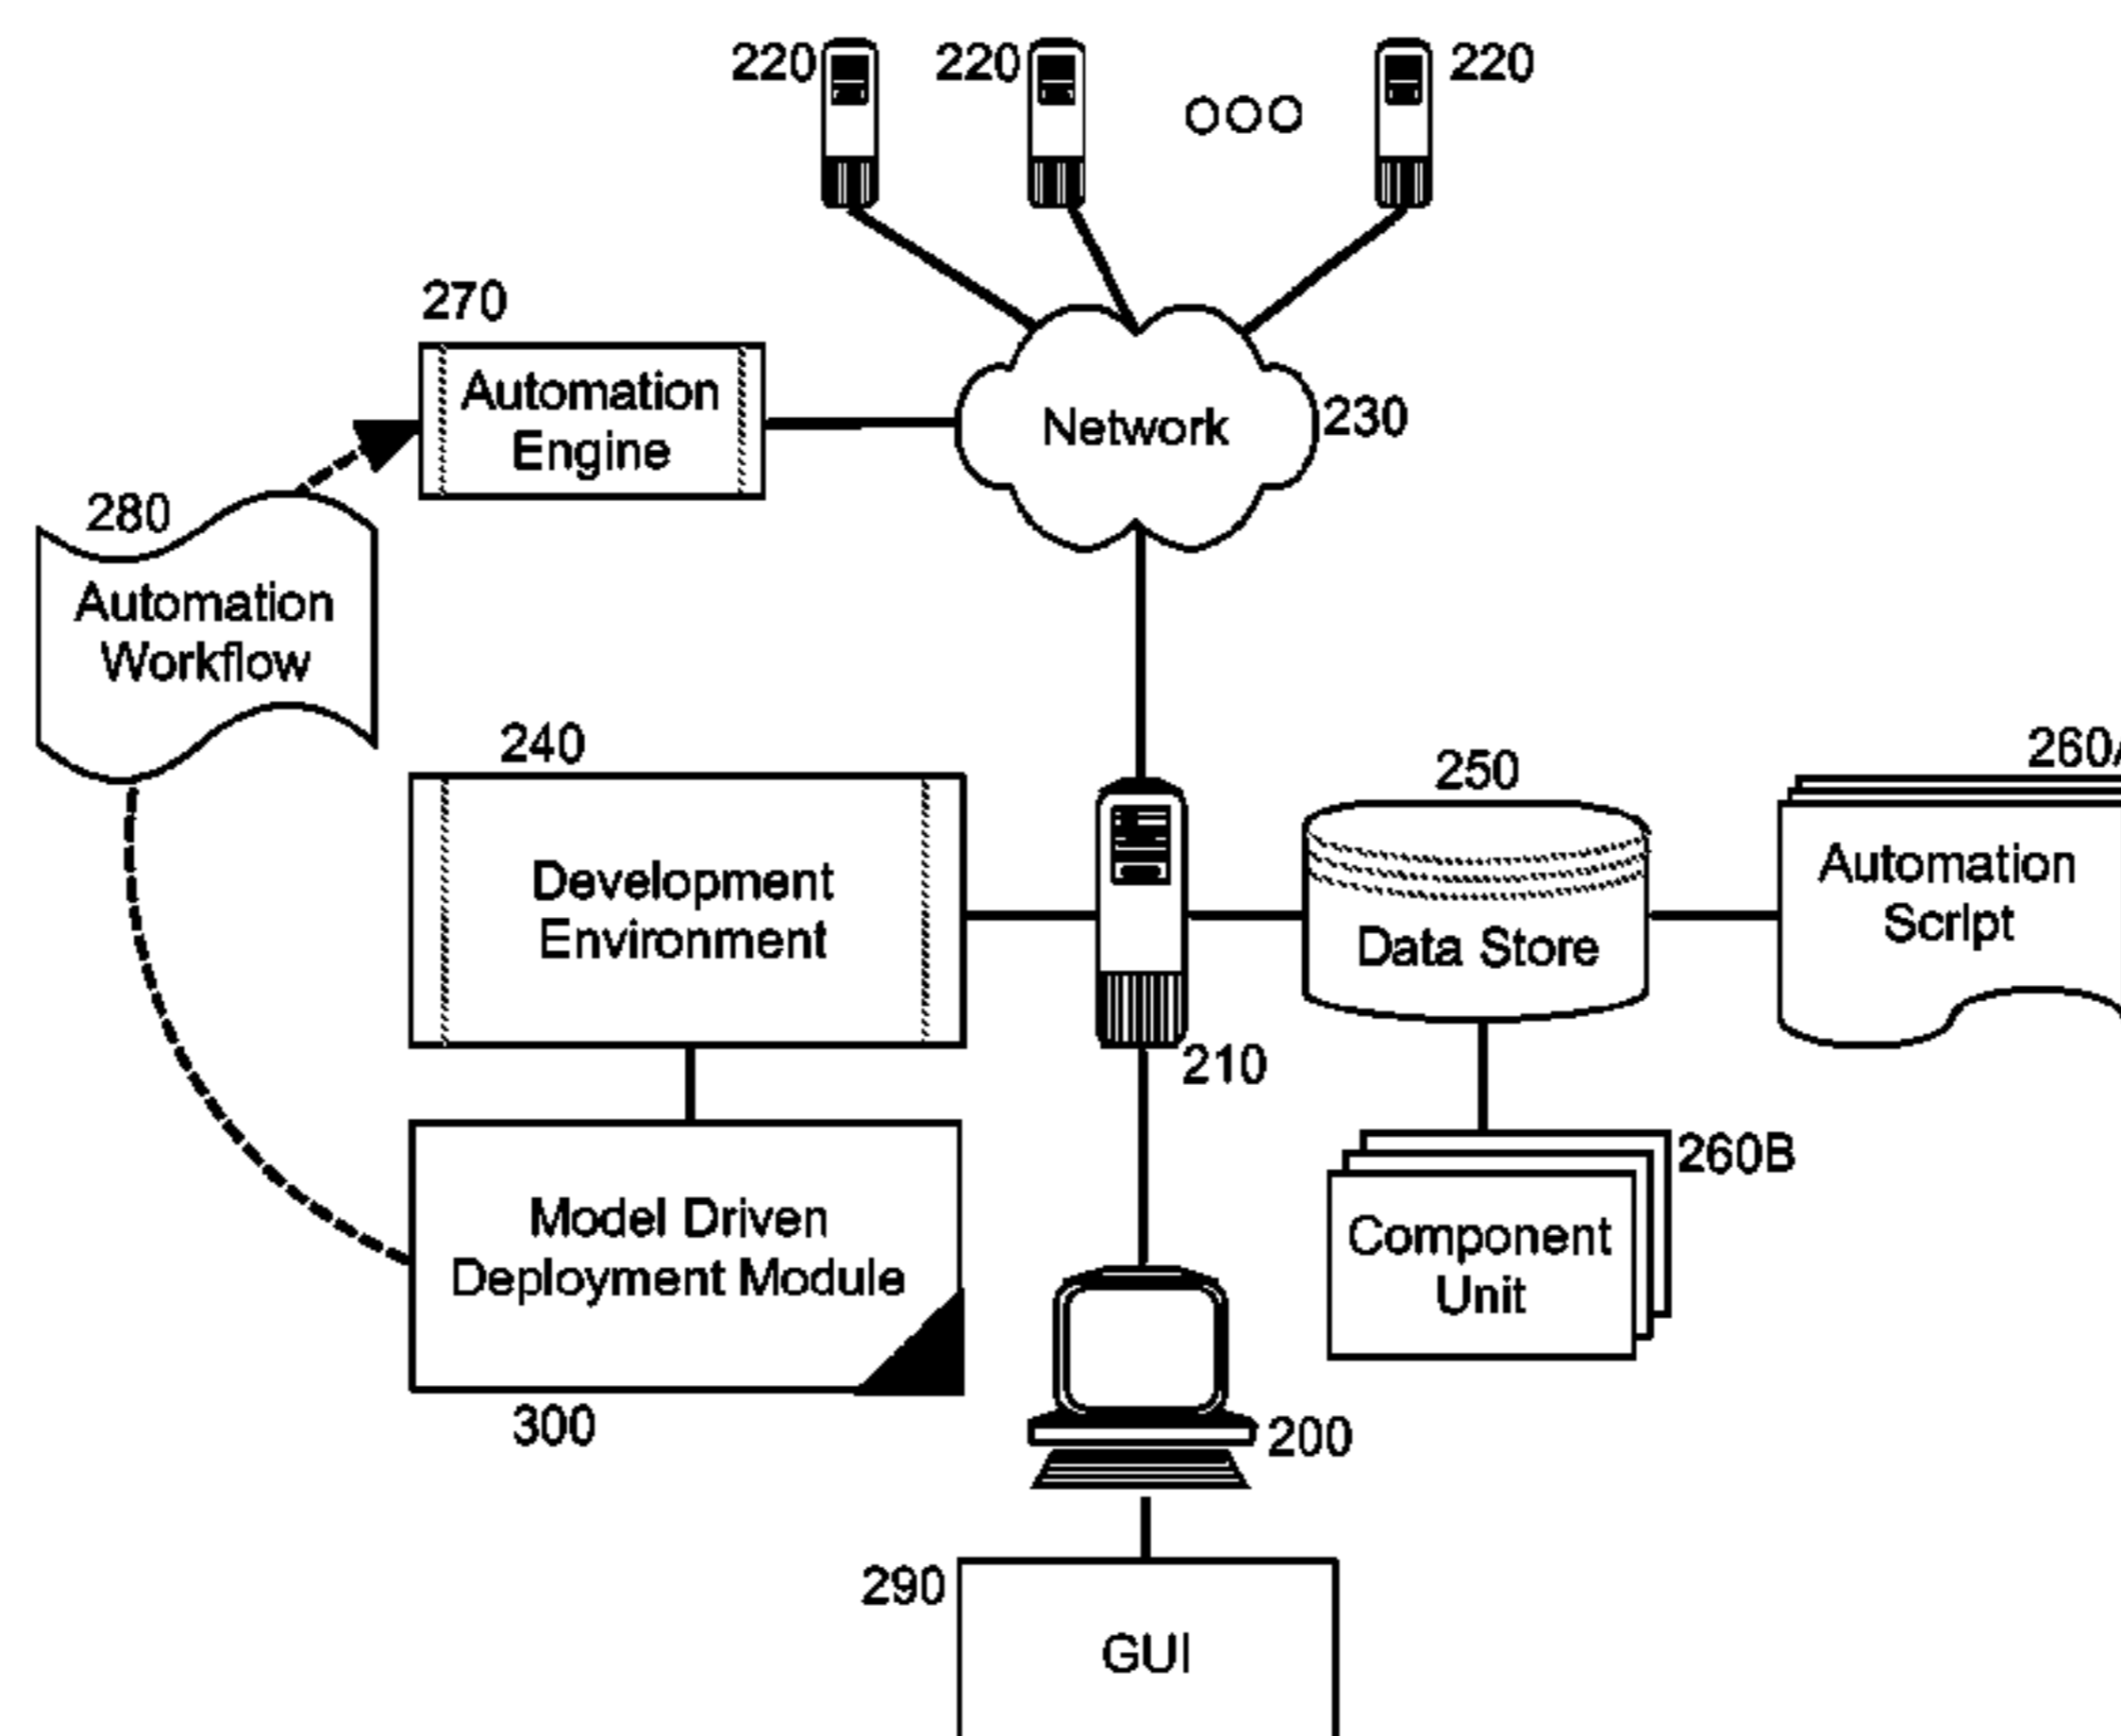 220 220 220
270
Automation
Engine
Network
230
280
Automation
Workflow
240
250
260A
Development
Environment
Data Store
Automation
Script
210
260B
Model Driven
Deployment Module
Component
Unit
300
200
290
GUI